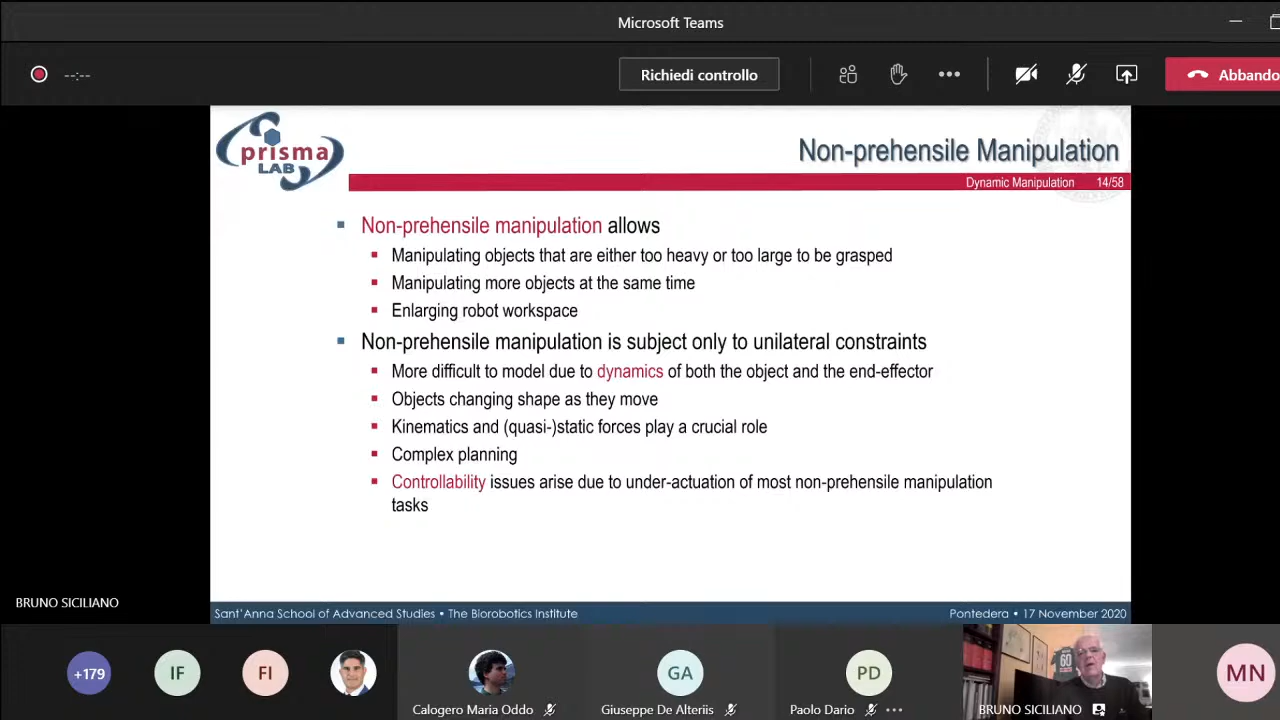 Microsoft Teams
--:--
Richiedi controllo
Abbando
prisma
LAB
Non-prehensile Manipulation
Dynamic Manipulation 14/58
Non-prehensile manipulation allows
Manipulating objects that are either too heavy or too large to be grasped
Manipulating more objects at the same time
Enlarging robot workspace
Non-prehensile manipulation is subject only to unilateral constraints
More difficult to model due to dynamics of both the object and the end-effector
Objects changing shape as they move
Kinematics and (quasi-)static forces play a crucial role
Complex planning
Controllability issues arise due to under-actuation of most non-prehensile manipulation
tasks
BRUNO SICILIANO
Sant'Anna School of Advanced Studies • The Biorobotics Institute
Pontedera • 17 November 2020
+179
IF
FI
Calogero Maria Oddo
GA
Giuseppe De Alteriis
PD
Paolo Dario
60
BRUNO SICILIANO
MN